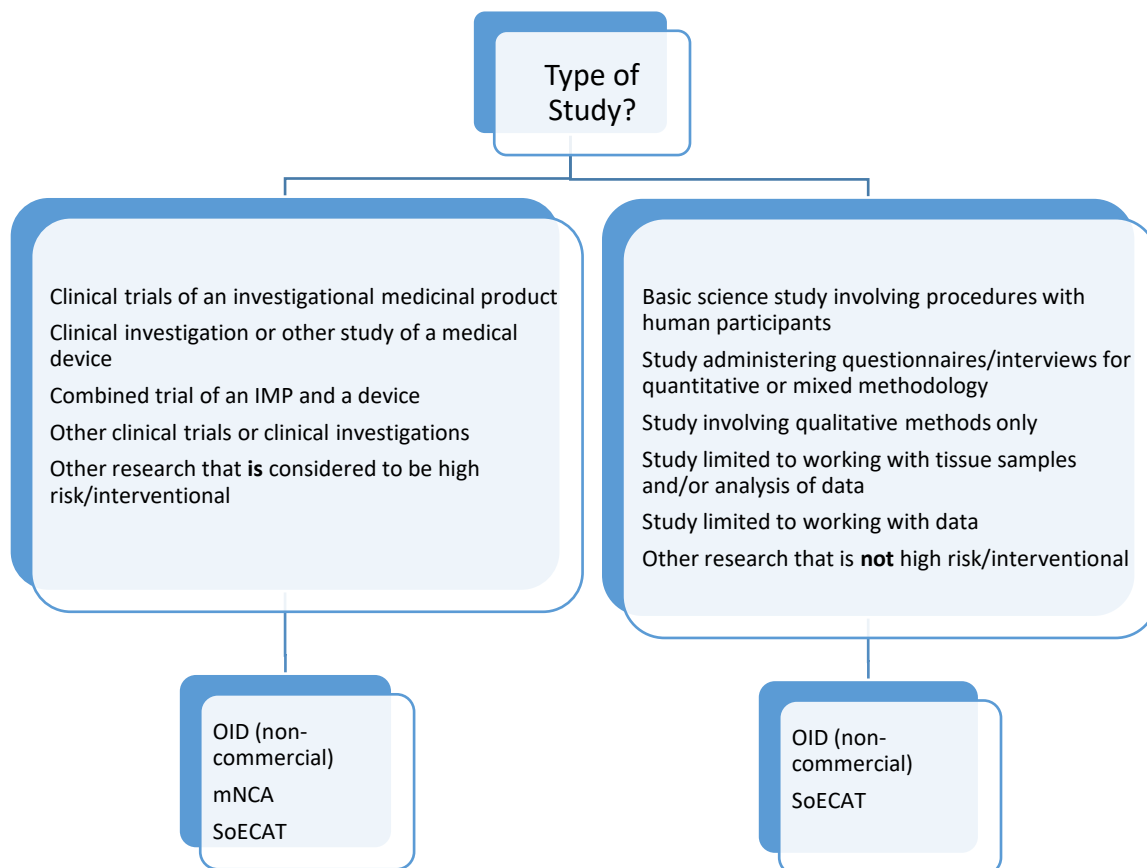 Type of
Study?
Clinical trials of an investigational medicinal product
Clinical investigation or other study of a medical
device
Combined trial of an IMP and a device
Other clinical trials or clinical investigations
Other research that is considered to be high
risk/interventional
Basic science study involving procedures with
human participants
Study administering questionnaires/interviews for
quantitative or mixed methodology
Study involving qualitative methods only
Study limited to working with tissue samples
and/or analysis of data
Study limited to working with data
Other research that is not high risk/interventional
OID (non-
commercial)
mNCA
SoECAT
OID (non-
commercial)
SoECAT